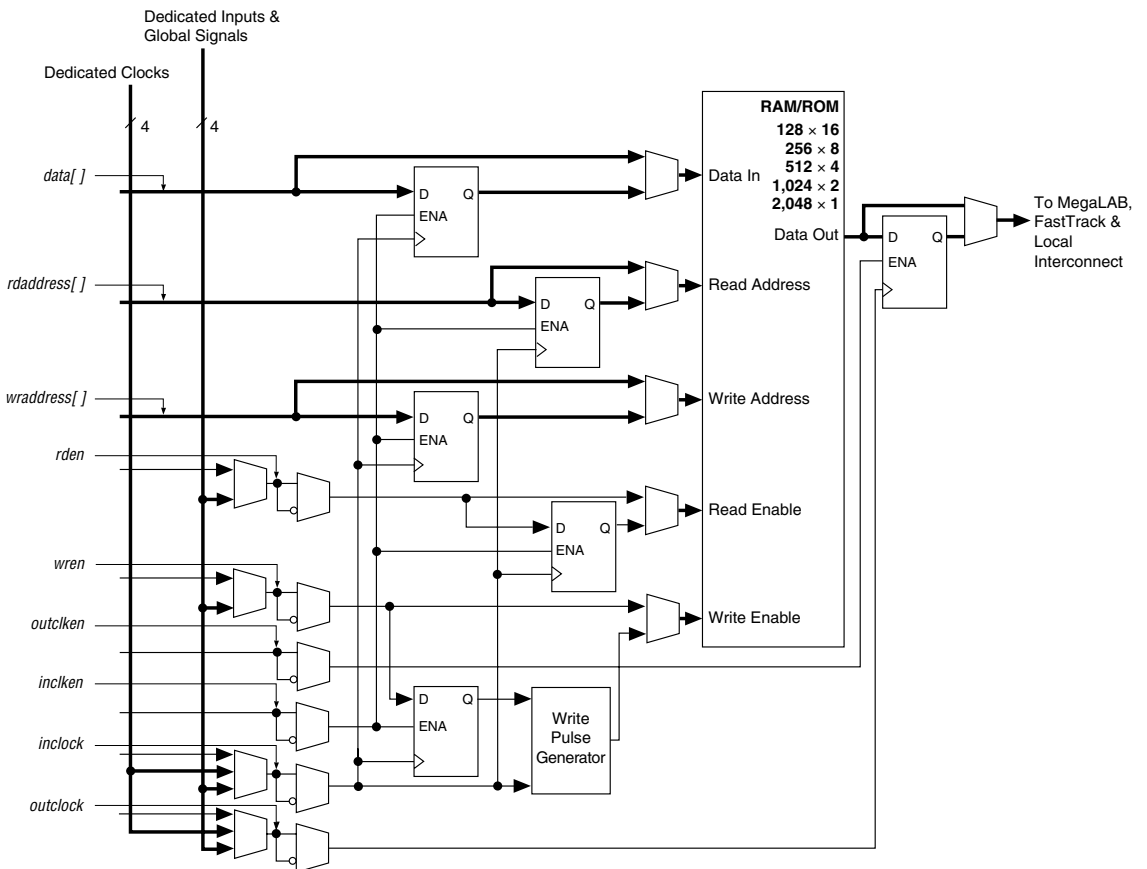 Dedicated Inputs &
Global Signals
Dedicated Clocks
4
4
RAM/ROM
128 × 16
256 × 8
512 × 4
1,024 × 2
2,048 × 1
data[ ]
D
Q
ENA
Data In
Data Out
D
Q
ENA
To MegaLAB,
FastTrack &
Local
Interconnect
rdaddress[ ]
D
Q
ENA
Read Address
wraddress[ ]
D
Q
ENA
Write Address
rden
D
Q
ENA
Read Enable
wren
Write Enable
outclken
inclken
D
Q
ENA
Write
Pulse
Generator
inclock
outclock